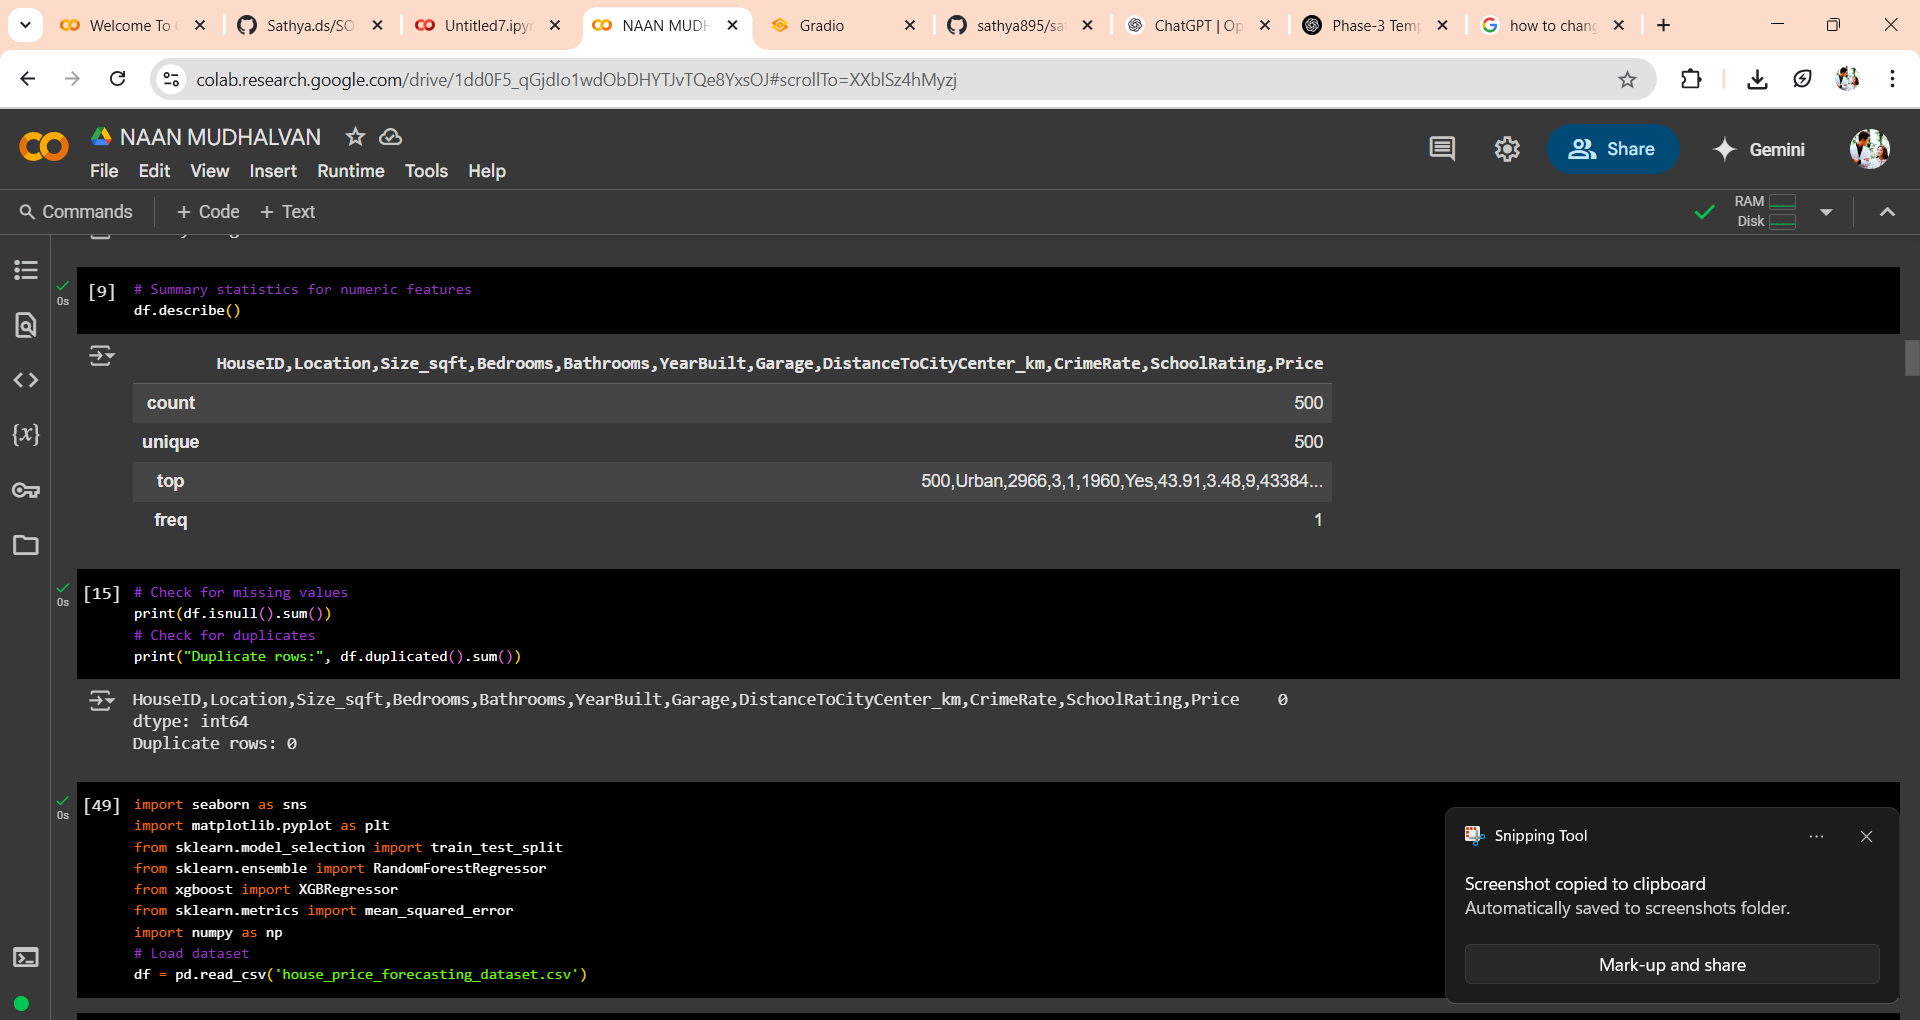 Welcome To
Sathya.ds/SO
Untitled7.ipy
NAAN MUDH
Gradio
sathya895/sa
ChatGPT | Op
Phase-3 Temp
how to chan
colab.research.google.com/drive/1dd0F5_qGjdIo1wdObDHYTJvTQe8YxsOJ#scrollTo=XXblSz4hMyzj
NAAN MUDHALVAN
File Edit View Insert Runtime Tools Help
Share
Gemini
Commands + Code + Text
RAM
Disk
[9] # Summary statistics for numeric features
0s
df.describe()
HouseID,Location,Size_sqft,Bedrooms,Bathrooms,YearBuilt,Garage,DistanceToCityCenter_km,CrimeRate,SchoolRating,Price
count 500
unique 500
top 500,Urban,2966,3,1,1960,Yes,43.91,3.48,9,43384...
freq 1
[15] # Check for missing values
0s
print(df.isnull().sum())
# Check for duplicates
print("Duplicate rows:", df.duplicated().sum())
HouseID,Location,Size_sqft,Bedrooms,Bathrooms,YearBuilt,Garage,DistanceToCityCenter_km,CrimeRate,SchoolRating,Price 0
dtype: int64
Duplicate rows: 0
[49] import seaborn as sns
0s
import matplotlib.pyplot as plt
from sklearn.model_selection import train_test_split
from sklearn.ensemble import RandomForestRegressor
from xgboost import XGBRegressor
from sklearn.metrics import mean_squared_error
import numpy as np
# Load dataset
df = pd.read_csv('house_price_forecasting_dataset.csv')
Snipping Tool
Screenshot copied to clipboard
Automatically saved to screenshots folder.
Mark-up and share